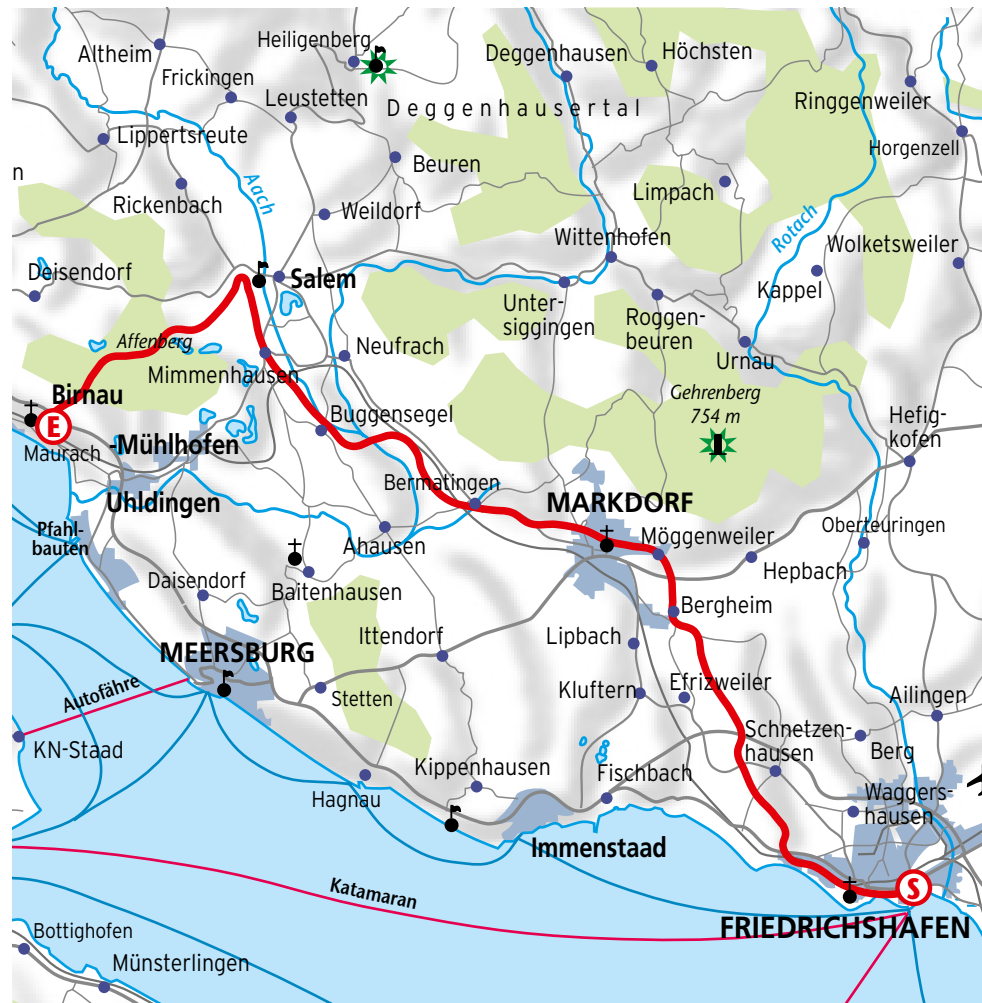 Altheim
Heiligenberg
Deggenhausen
Höchsten
Frickingen
Leustetten
Ringgenweiler
Deggenhausertal
Lippertsreute
Horgenzell
Beuren
n
Aach
Limpach
Rickenbach
Weildorf
Rotach
Wittenhofen
Wolketsweiler
Deisendorf
Salem
Kappel
Unter-
siggingen
Roggen-
beuren
Affenberg
Neufrach
Urnau
Mimmenhausen
Gehrenberg
754 m
Birnau
E
Buggensegel
Hefig-
kofen
Maurach
-Mühlhofen
Bermatingen
MARKDORF
Uhldingen
Pfahl-
bauten
Oberteuringen
Ahausen
Möggenweiler
Hepbach
Daisendorf
Baitenhausen
Bergheim
Ittendorf
Lipbach
MEERSBURG
Autofähre
Stetten
Kluftern
Efrizweiler
Ailingen
KN-Staad
Schnetzen-
hausen
Berg
Kippenhausen
Fischbach
Hagnau
Waggers-
hausen
Immenstaad
Katamaran
S
FRIEDRICHSHAFEN
Bottighofen
Münsterlingen